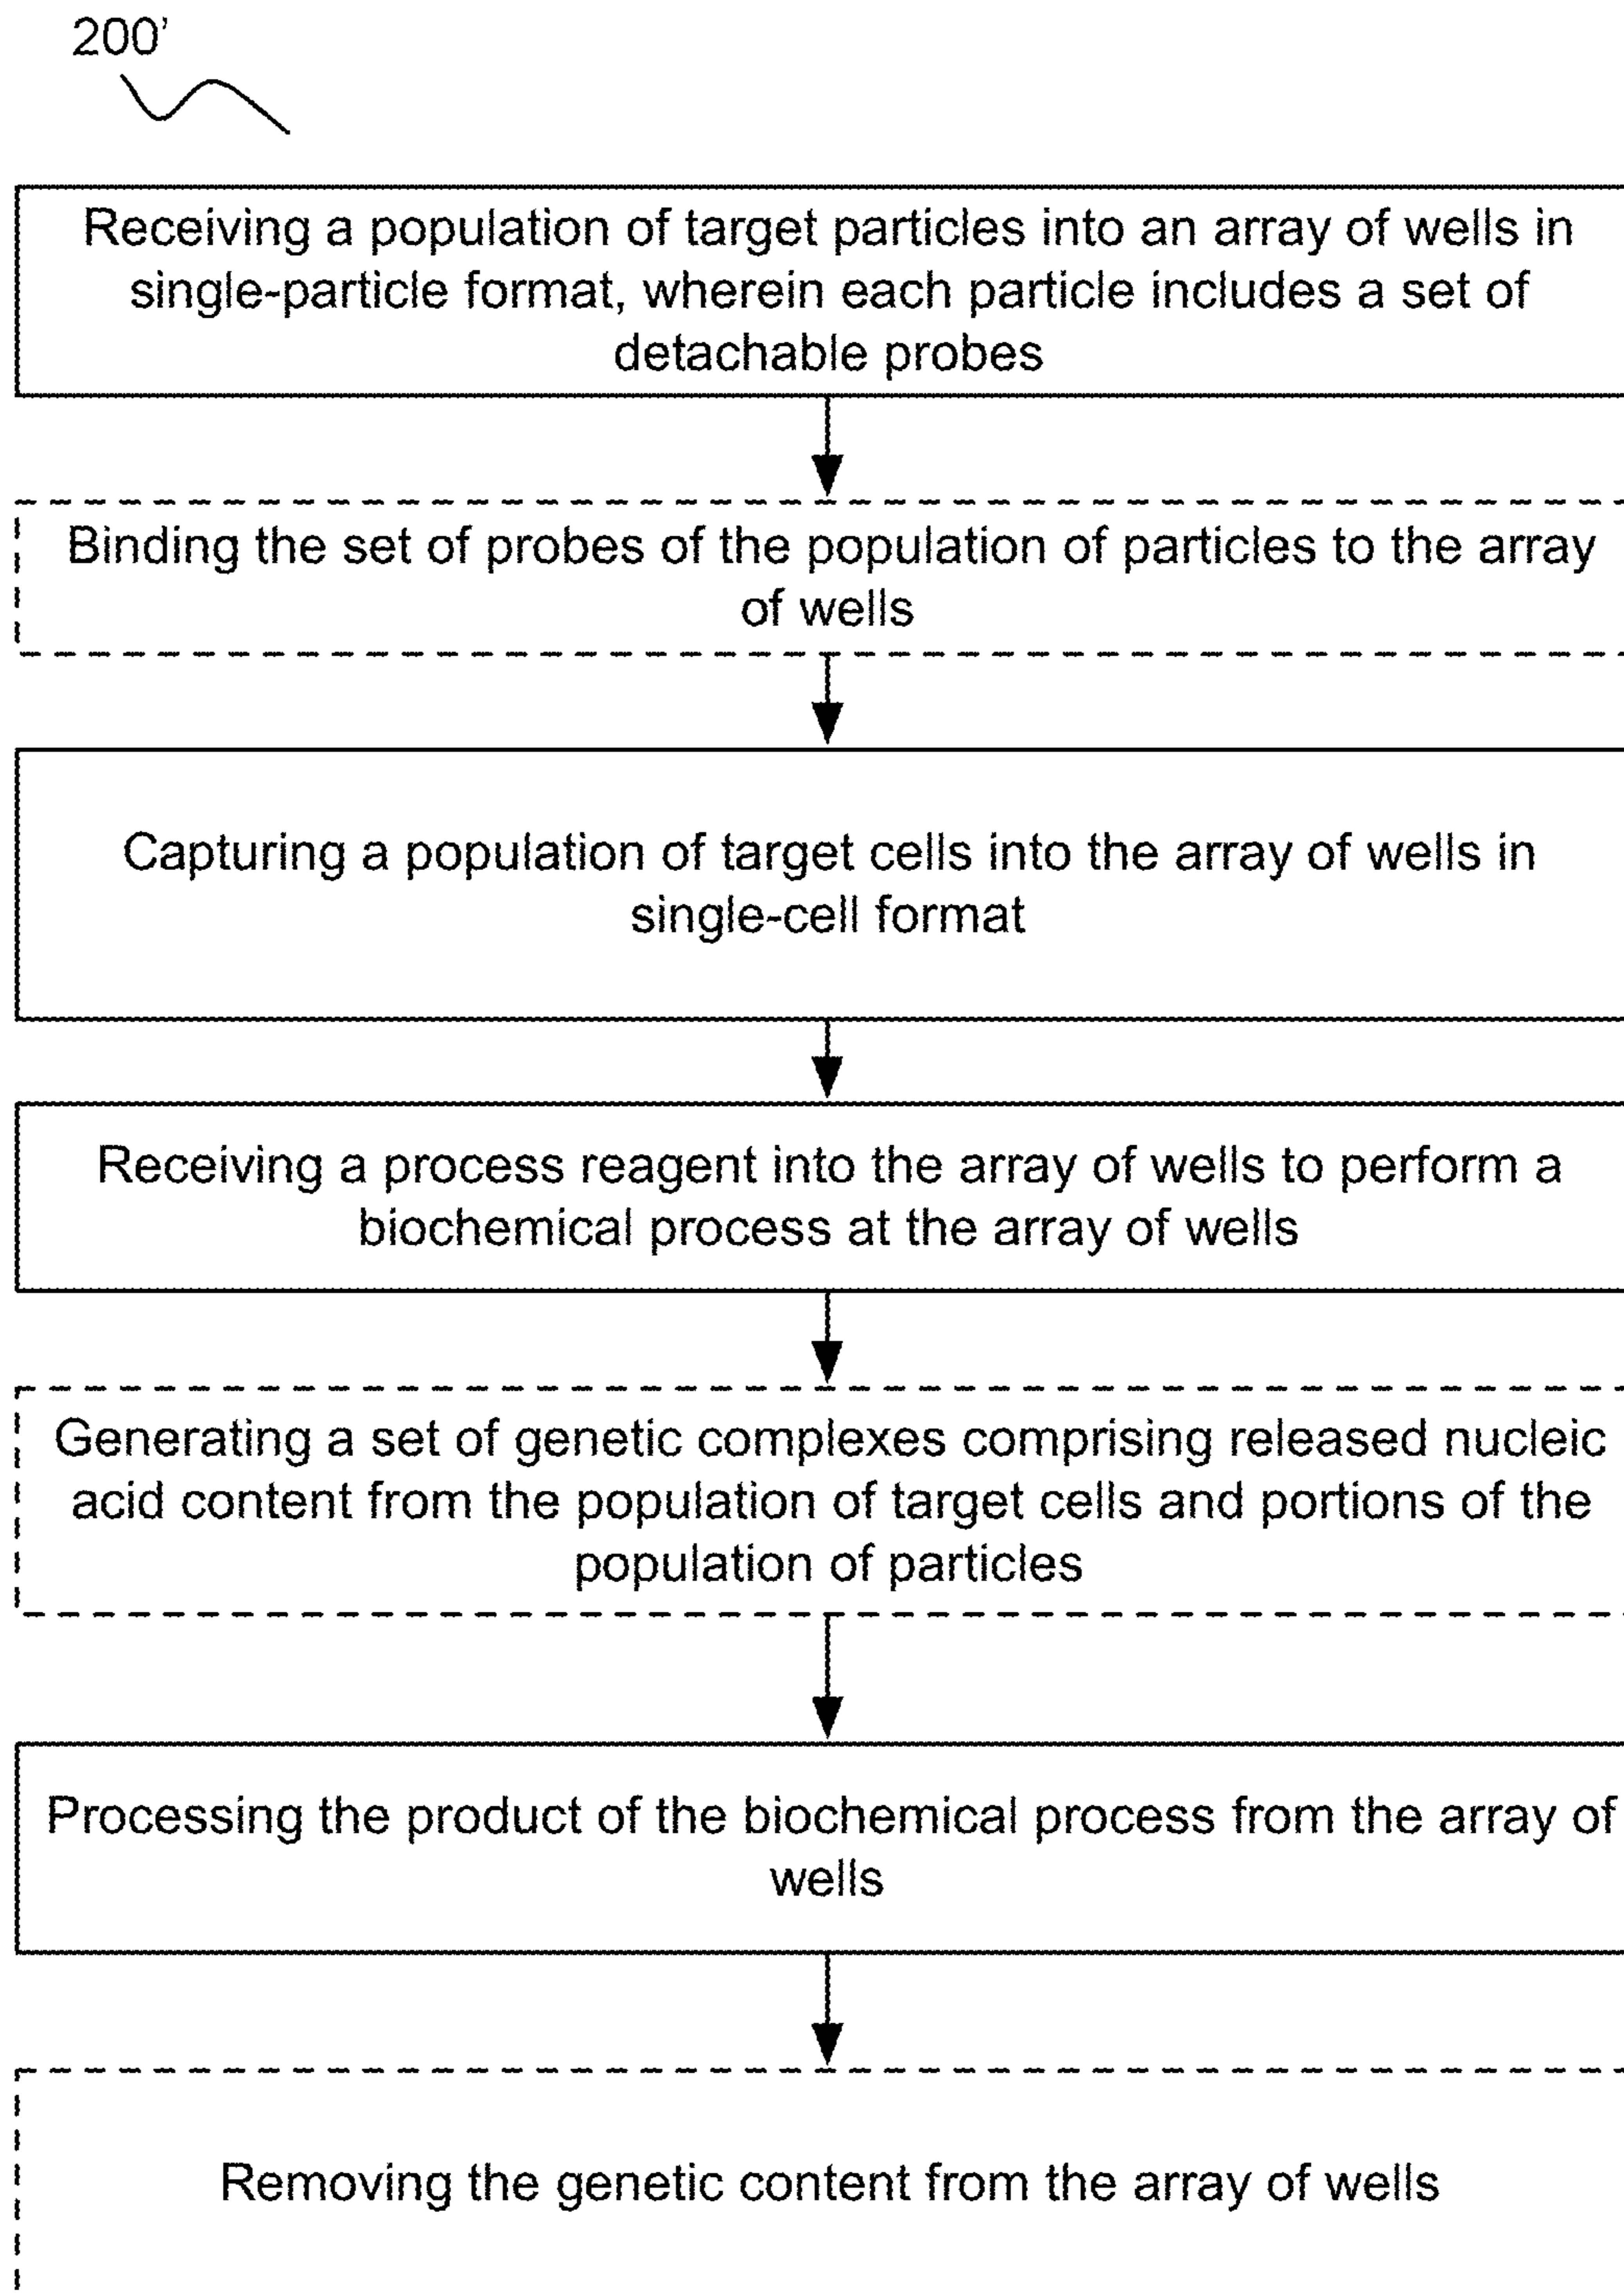 200'
Receiving a population of target particles into an array of wells in
single-particle format, wherein each particle includes a set of
detachable probes
Binding the set of probes of the population of particles to the array
of wells
Capturing a population of target cells into the array of wells in
single-cell format
Receiving a process reagent into the array of wells to perform a
biochemical process at the array of wells
Generating a set of genetic complexes comprising released nucleic
acid content from the population of target cells and portions of the
population of particles
Processing the product of the biochemical process from the array of
wells
Removing the genetic content from the array of wells